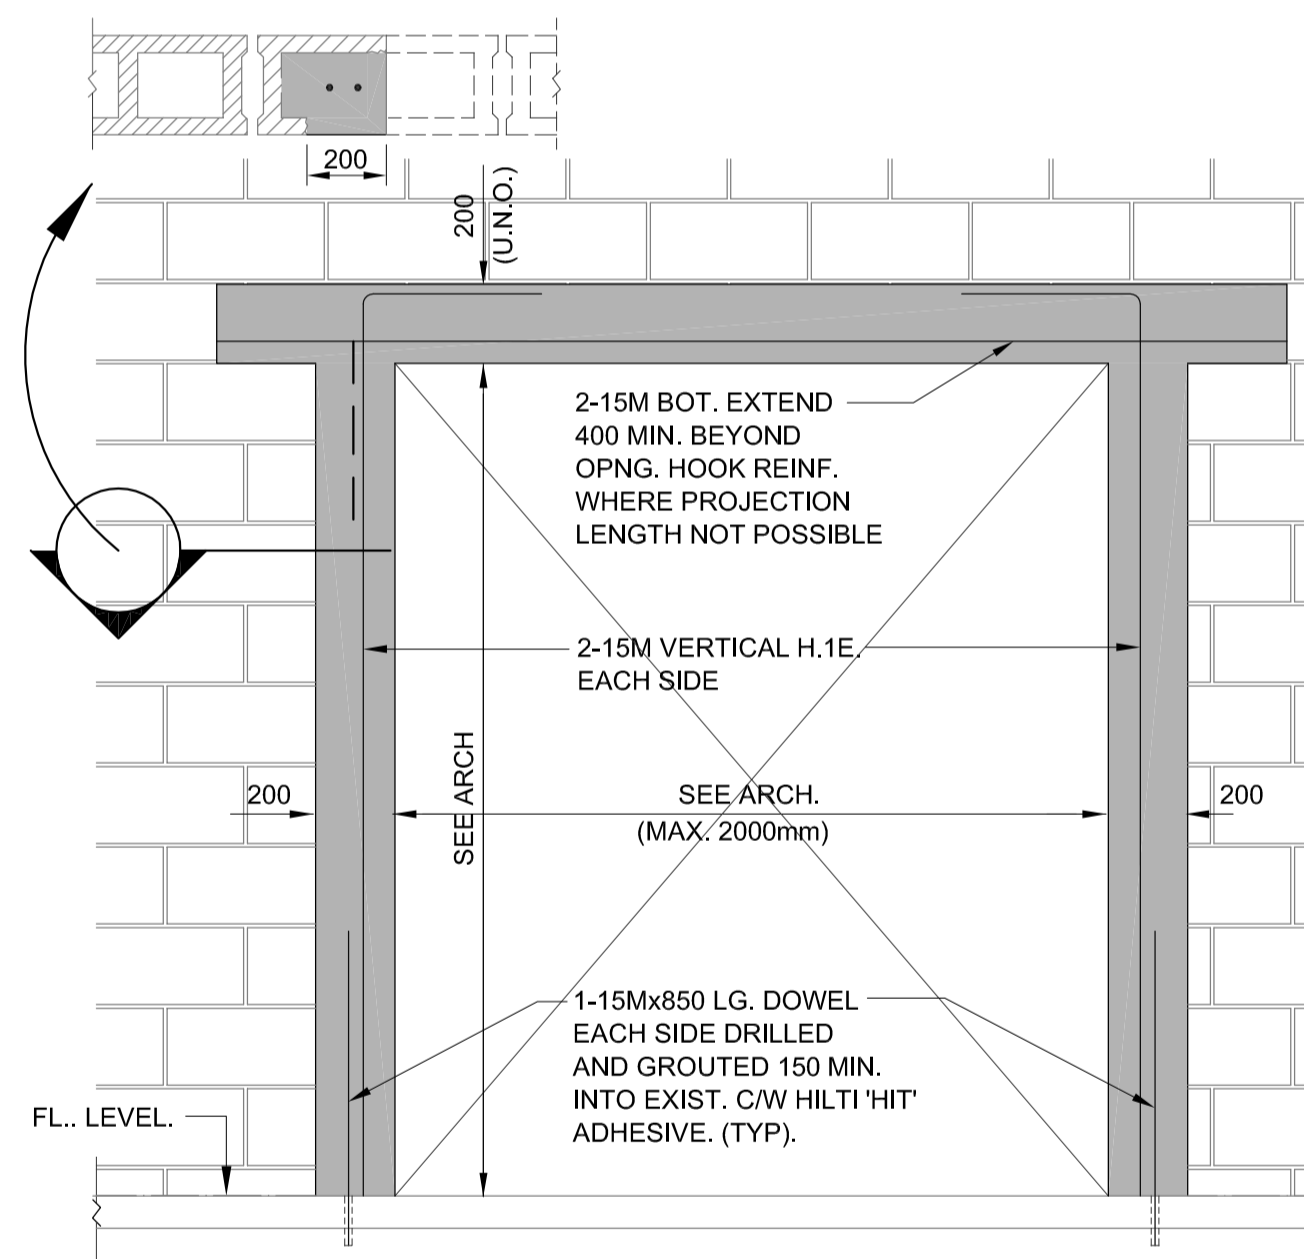 200
200
(U.N.O.)
2-15M BOT. EXTEND
400 MIN. BEYOND
OPNG. HOOK REINF.
WHERE PROJECTION
LENGTH NOT POSSIBLE
2-15M VERTICAL H.1E.
EACH SIDE
SEE ARCH
200
SEE ARCH.
(MAX. 2000mm)
200
1-15Mx850 LG. DOWEL
EACH SIDE DRILLED
AND GROUTED 150 MIN.
INTO EXIST. C/W HILTI 'HIT'
ADHESIVE. (TYP).
FL.. LEVEL.